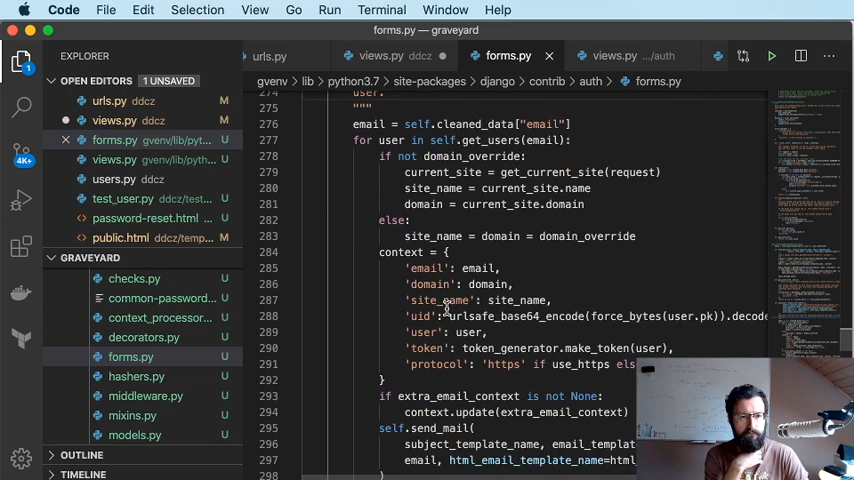 Code File Edit Selection View Go Run Terminal Window Help
forms.py — graveyard
EXPLORER
OPEN EDITORS 1 UNSAVED
urls.py ddcz M
views.py ddcz M
forms.py gvenv/lib/pyt... U
views.py gvenv/lib/pyth... U
users.py ddcz
test_user.py ddcz/test... U
password-reset.html U
public.html ddcz/temp... U
GRAVEYARD
checks.py U
common-password... U
context_processor... U
decorators.py U
forms.py U
hashers.py U
middleware.py U
mixins.py U
models.py U
OUTLINE
TIMELINE
1
4K+
urls.py views.py ddcz forms.py views.py .../auth
gvenv > lib > python3.7 > site-packages > django > contrib > auth > forms.py
274 user.
275 """
276 email = self.cleaned_data["email"]
277 for user in self.get_users(email):
278 if not domain_override:
279 current_site = get_current_site(request)
280 site_name = current_site.name
281 domain = current_site.domain
282 else:
283 site_name = domain = domain_override
284 context = {
285 'email': email,
286 'domain': domain,
287 'site_name': site_name,
288 'uid': urlsafe_base64_encode(force_bytes(user.pk)).decode
289 'user': user,
290 'token': token_generator.make_token(user),
291 'protocol': 'https' if use_https els
292 }
293 if extra_email_context is not None:
294 context.update(extra_email_context)
295 self.send_mail(
296 subject_template_name, email_template
297 email, html_email_template_name=html_
298 )